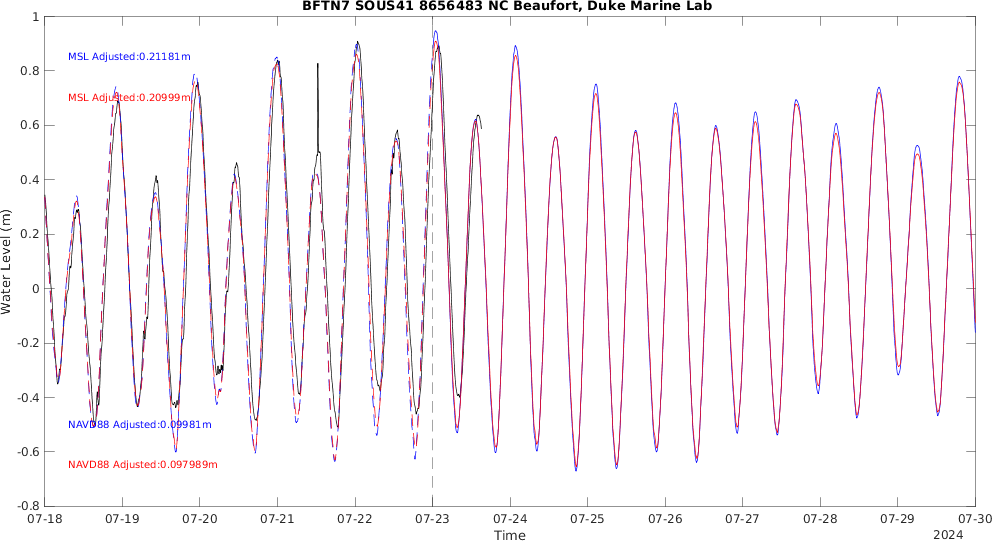 BFTN7 SOUS41 8656483 NC Beaufort, Duke Marine Lab
1
0.8
0.6
0.4
0.2
0
-0.2
-0.4
-0.6
-0.8
Water Level (m)
MSL Adjusted:0.21181m
MSL Adjusted:0.20999m
NAVD88 Adjusted:0.09981m
NAVD88 Adjusted:0.097989m
07-18 07-19 07-20 07-21 07-22 07-23 07-24 07-25 07-26 07-27 07-28 07-29 07-30
Time
2024